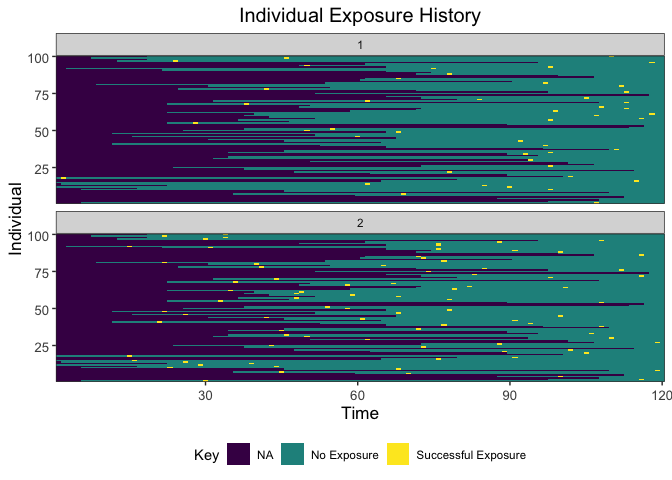 Individual Exposure History
1
100
75
50
25
2
100
75
50
25
Individual
30 60 90 120
Time
Key NA No Exposure Successful Exposure